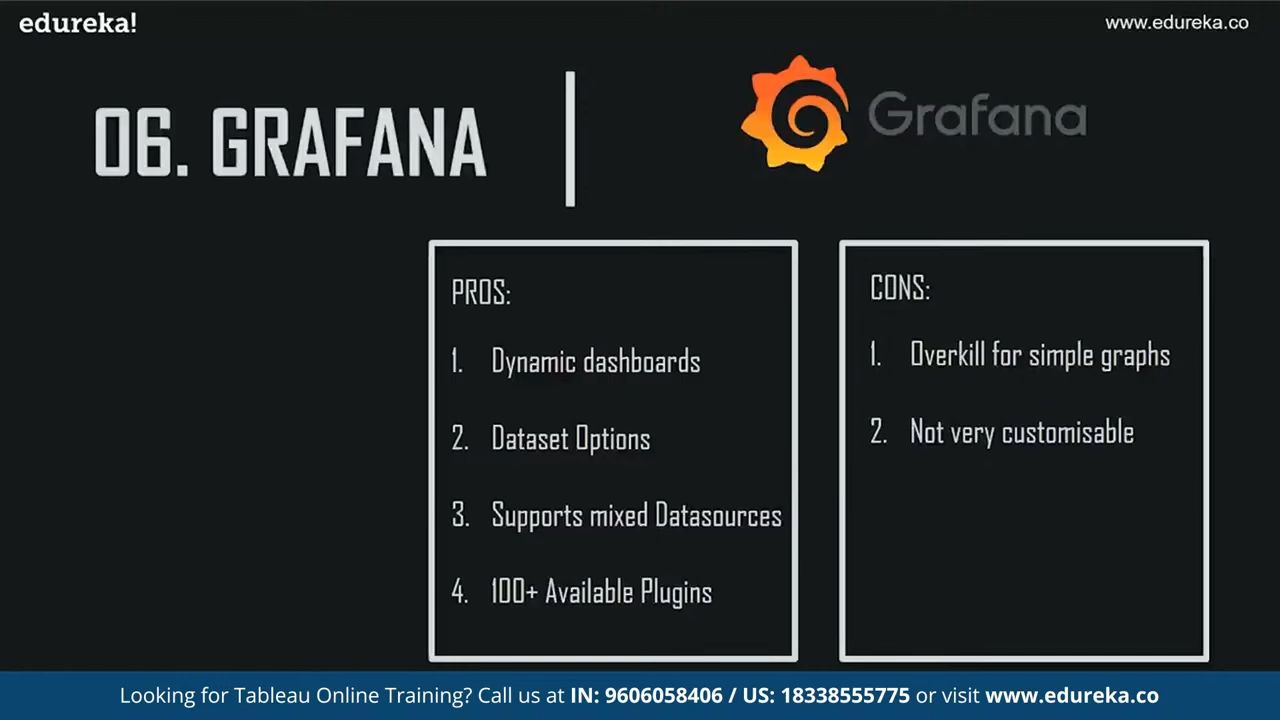 edureka!
www.edureka.co
06. GRAFANA
Grafana
PROS:
1. Dynamic dashboards
2. Dataset Options
3. Supports mixed Datasources
4. 100+ Available Plugins
CONS:
1. Overkill for simple graphs
2. Not very customisable
Looking for Tableau Online Training? Call us at IN: 9606058406 / US: 18338555775 or visit www.edureka.co